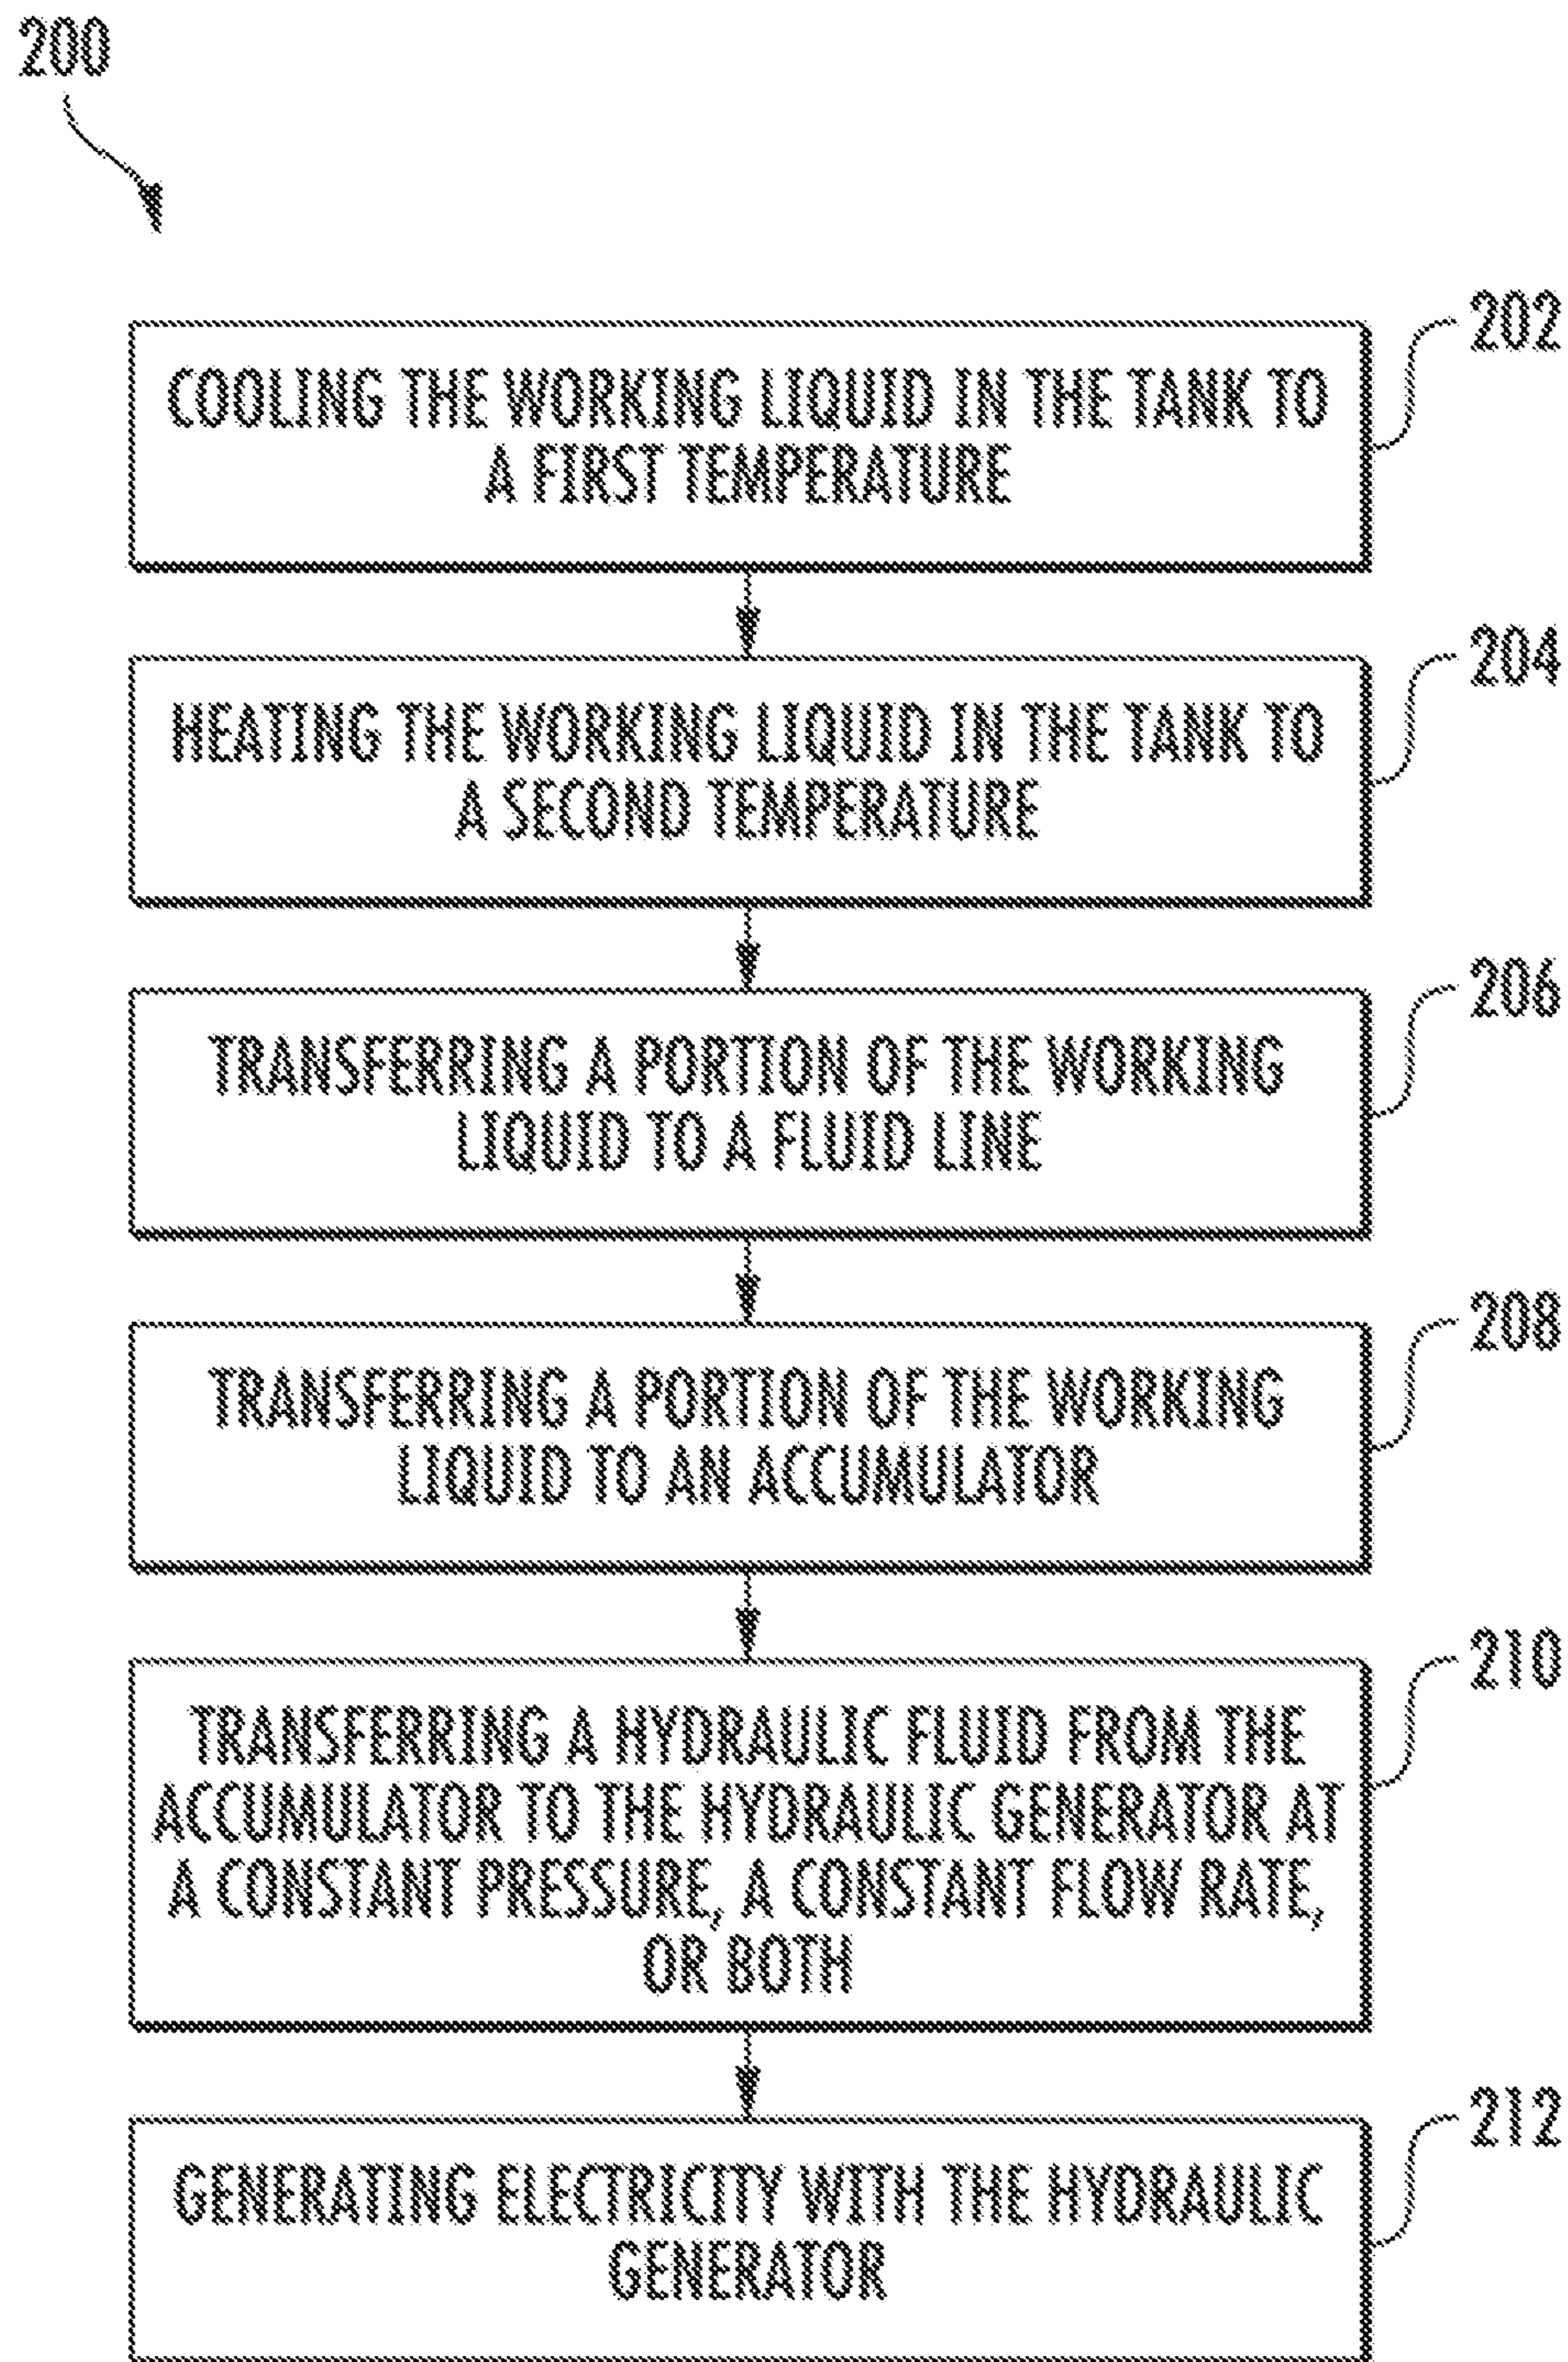 200
202
COOLING THE WORKING LIQUID IN THE TANK TO
A FIRST TEMPERATURE
204
HEATING THE WORKING LIQUID IN THE TANK TO
A SECOND TEMPERATURE
206
TRANSFERRING A PORTION OF THE WORKING
LIQUID TO A FLUID LINE
208
TRANSFERRING A PORTION OF THE WORKING
LIQUID TO AN ACCUMULATOR
210
TRANSFERRING A HYDRAULIC FLUID FROM THE
ACCUMULATOR TO THE HYDRAULIC GENERATOR AT
A CONSTANT PRESSURE, A CONSTANT FLOW RATE,
OR BOTH
212
GENERATING ELECTRICITY WITH THE HYDRAULIC
GENERATOR